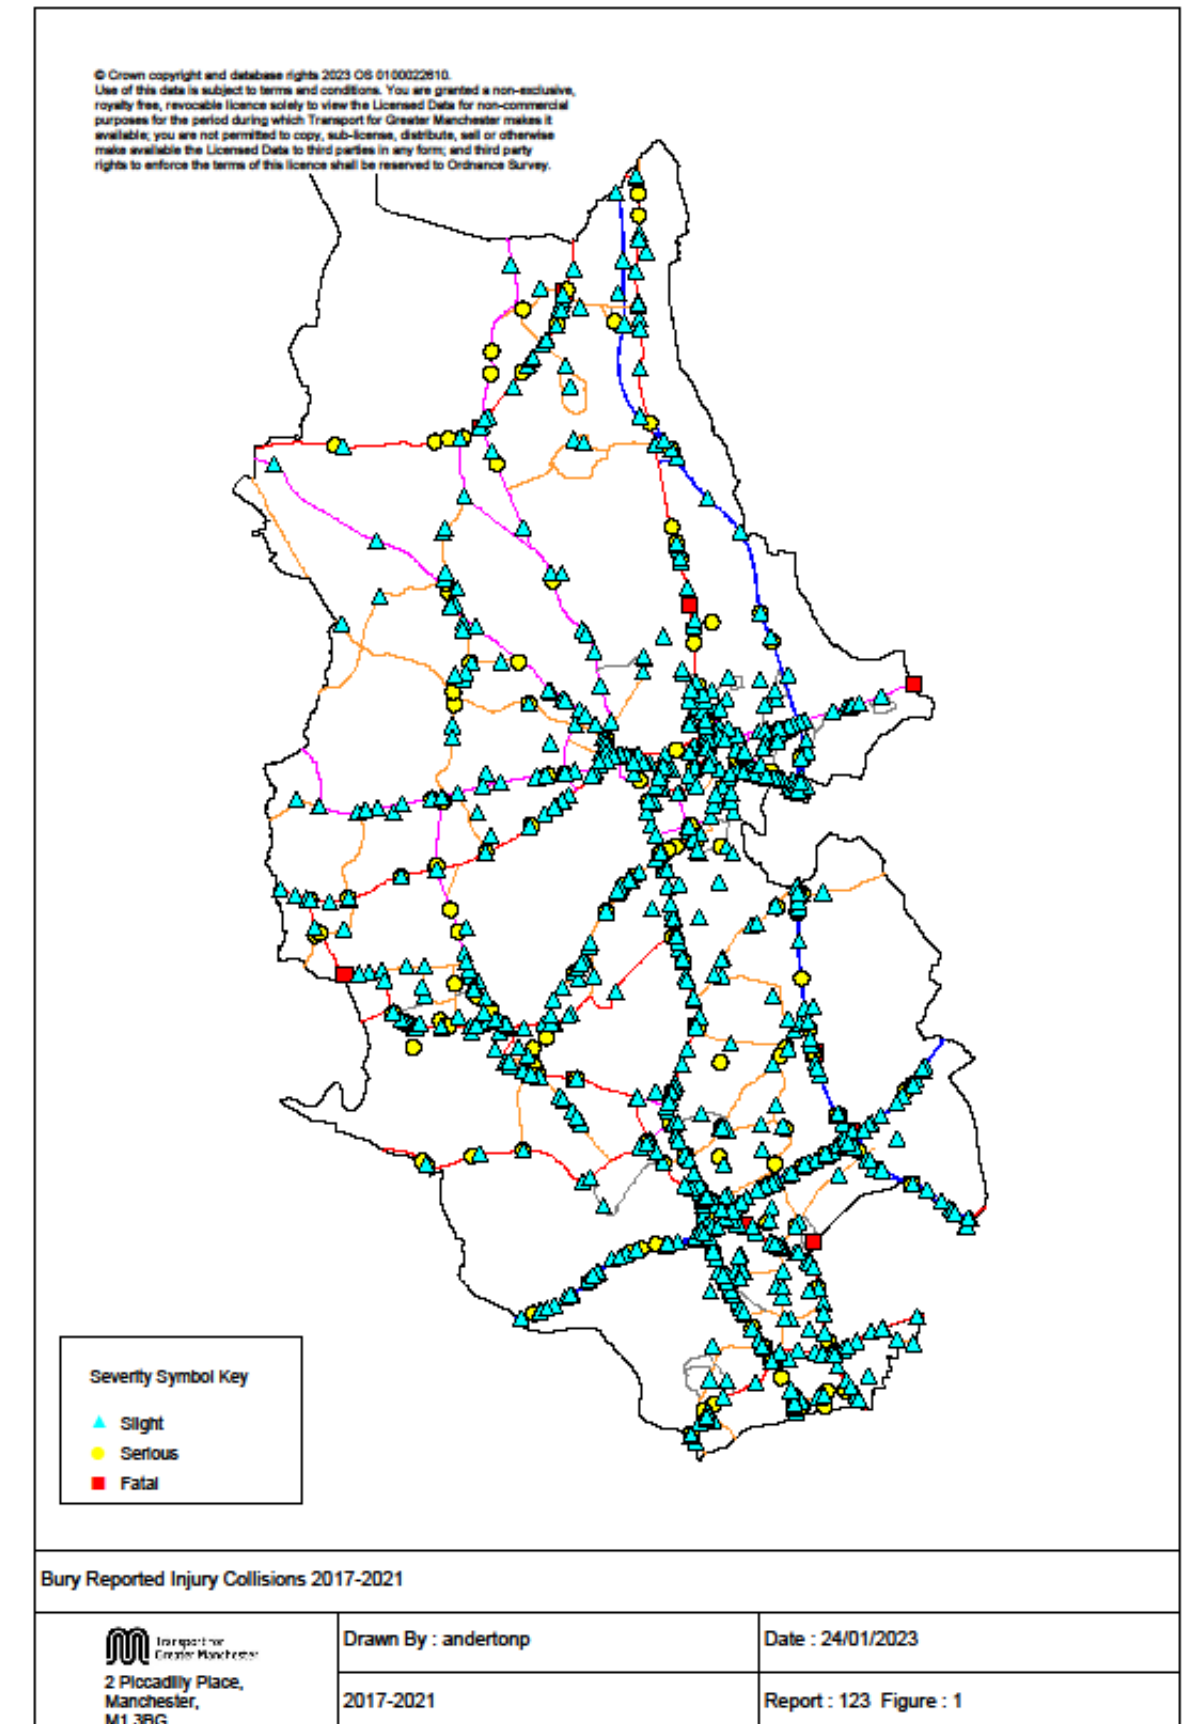 © Crown copyright and database rights 2023 OS 0100022610.
Use of this data is subject to terms and conditions. You are granted a non-exclusive,
royalty free, revocable licence solely to view the Licensed Data for non-commercial
purposes for the period during which Transport for Greater Manchester makes it
available; you are not permitted to copy, sub-license, distribute, sell or otherwise
make available the Licensed Data to third parties in any form; and third party
rights to enforce the terms of this licence shall be reserved to Ordnance Survey.
Severity Symbol Key
Slight
Serious
Fatal
Bury Reported Injury Collisions 2017-2021
Transport for
Greater Manchester
2 Piccadilly Place,
Manchester,
M1 3BG
Drawn By : andertonp
Date : 24/01/2023
2017-2021
Report : 123 Figure : 1